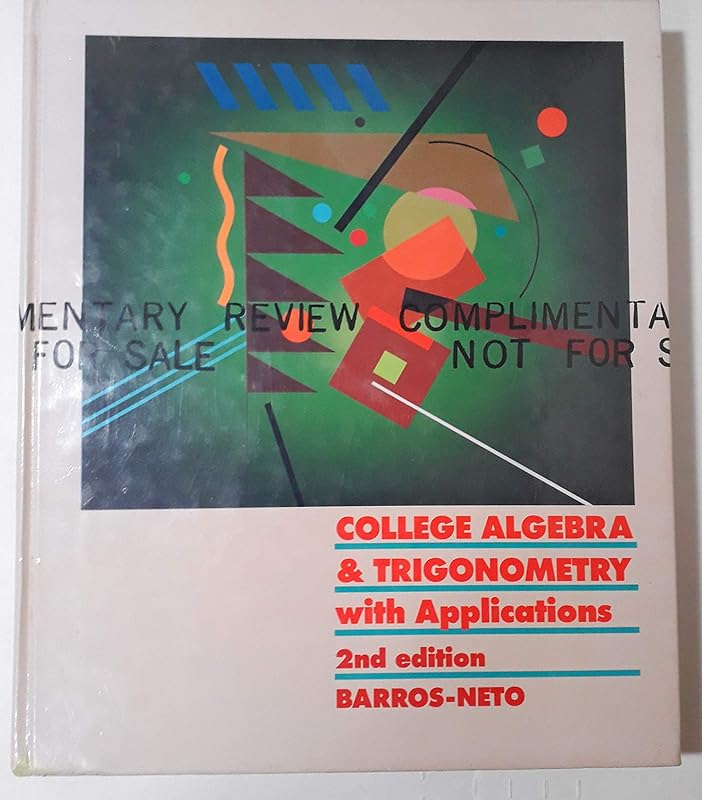 MENTARY REVIEW COMPLIMENTA
FOR SALE NOT FOR S
COLLEGE ALGEBRA
& TRIGONOMETRY
with Applications
2nd edition
BARROS-NETO